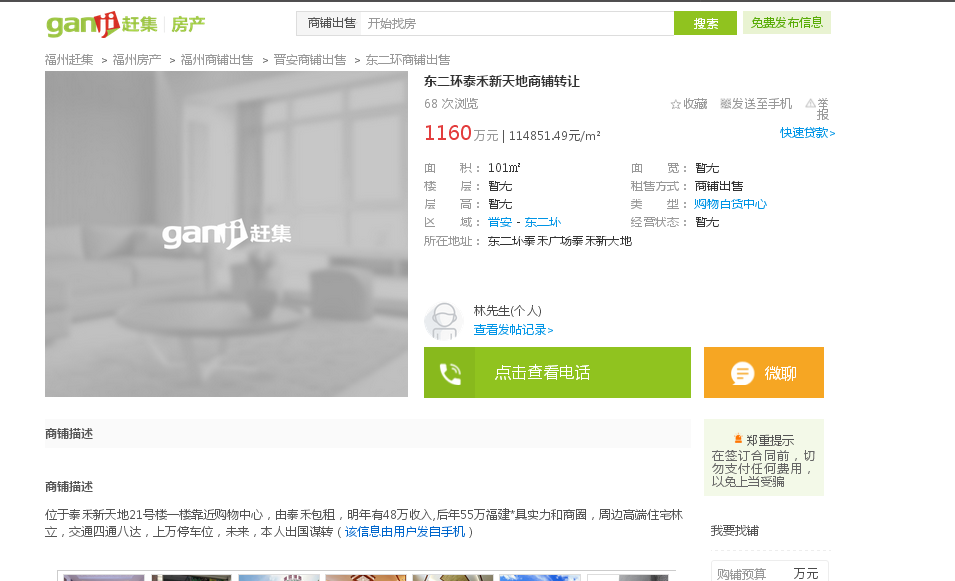 ganji赶集 房产
商铺出售 开始找房 搜索 免费发布信息
福州赶集 > 福州房产 > 福州商铺出售 > 晋安商铺出售 > 东二环商铺出售
ganji赶集
东二环泰禾新天地商铺转让
68 次浏览 收藏 发送至手机 举报
1160万元 | 114851.49元/m² 快速贷款>
面 积： 101㎡ 面 宽： 暂无
楼 层： 暂无 租售方式： 商铺出售
层 高： 暂无 类 型： 购物百货中心
区 域： 晋安 - 东二环 经营状态： 暂无
所在地址： 东二环泰禾广场泰禾新天地
林先生(个人)
查看发帖记录>
点击查看电话 微聊
商铺描述
郑重提示
在签订合同前，切
勿支付任何费用，
以免上当受骗
商铺描述
位于泰禾新天地21号楼一楼靠近购物中心，由泰禾包租，明年有48万收入,后年55万福建*具实力和商圈，周边高端住宅林
立，交通四通八达，上万停车位，未来，本人出国谋转（该信息由用户发自手机）
我要找铺
购铺预算 万元